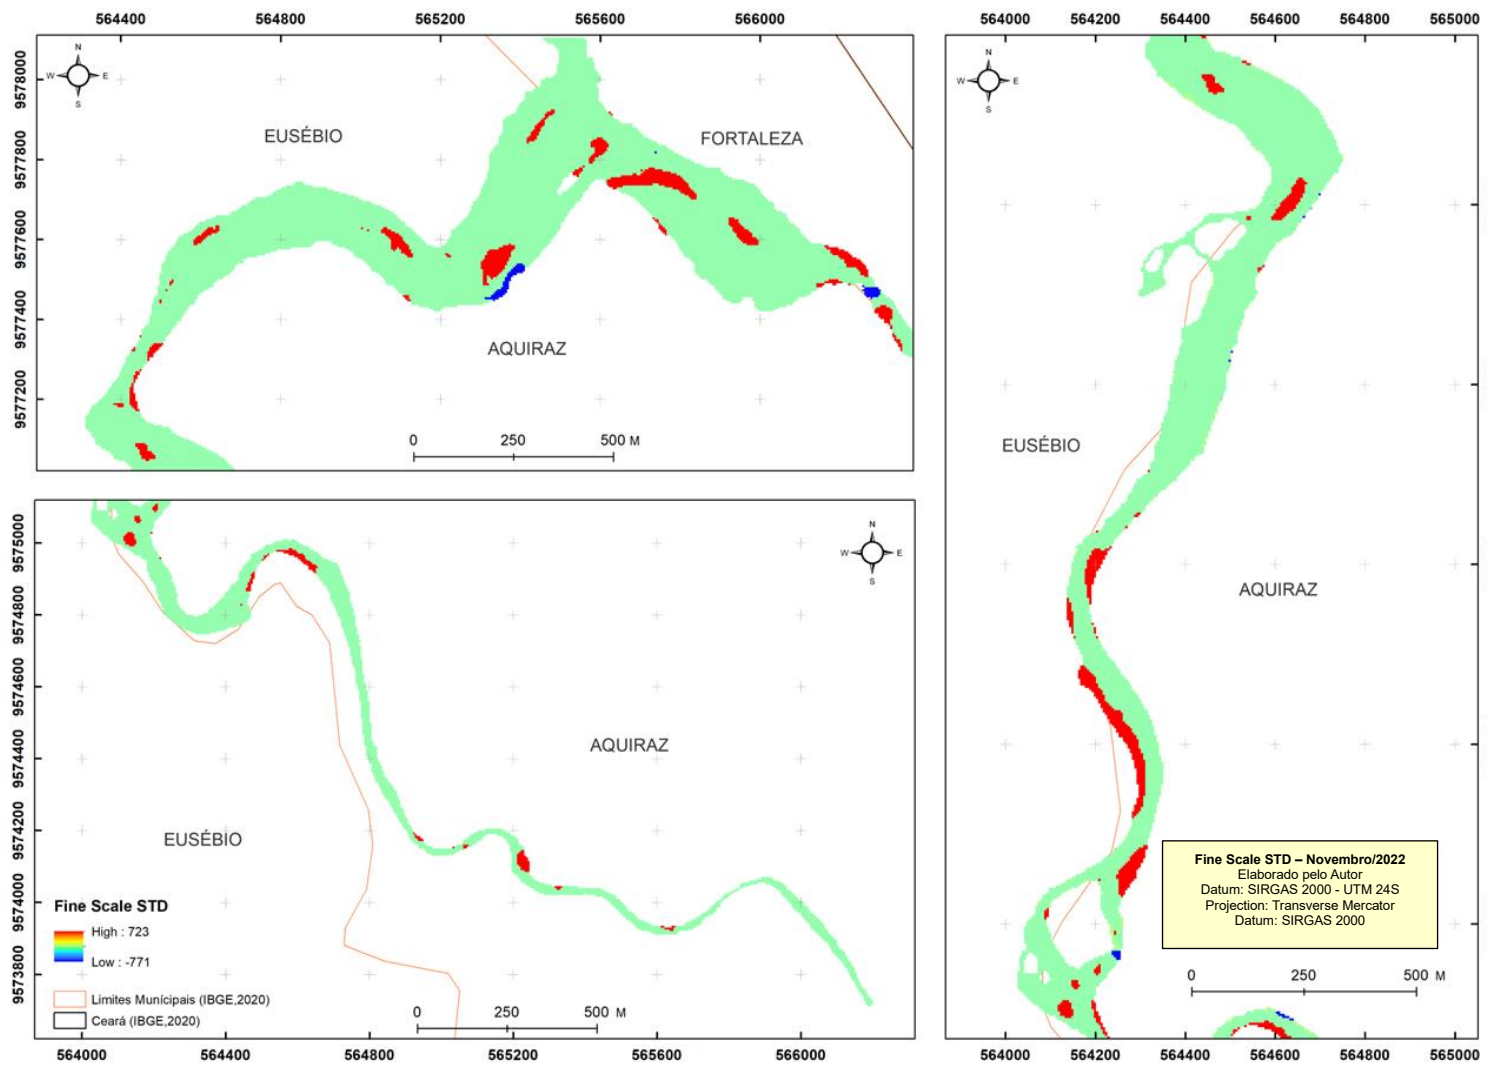 564400 564800 565200 565600 566000
564000 564200 564400 564600 564800 565000
9578000
9577800
9577600
9577400
9577200
N
W E
S
EUSÉBIO
FORTALEZA
AQUIRAZ
0 250 500 M
N
W E
S
EUSÉBIO
AQUIRAZ
9575000
9574800
9574600
9574400
9574200
9574000
9573800
N
W E
S
AQUIRAZ
EUSÉBIO
Fine Scale STD
High : 723
Low : -771
Limites Municipais (IBGE,2020)
Ceará (IBGE,2020)
0 250 500 M
Fine Scale STD – Novembro/2022
Elaborado pelo Autor
Datum: SIRGAS 2000 - UTM 24S
Projection: Transverse Mercator
Datum: SIRGAS 2000
0 250 500 M
564000 564400 564800 565200 565600 566000
564000 564200 564400 564600 564800 565000